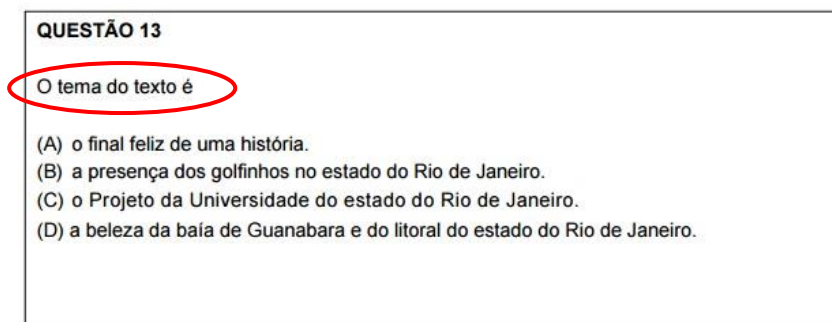 QUESTÃO 13
O tema do texto é
(A) o final feliz de uma história.
(B) a presença dos golfinhos no estado do Rio de Janeiro.
(C) o Projeto da Universidade do estado do Rio de Janeiro.
(D) a beleza da baía de Guanabara e do litoral do estado do Rio de Janeiro.